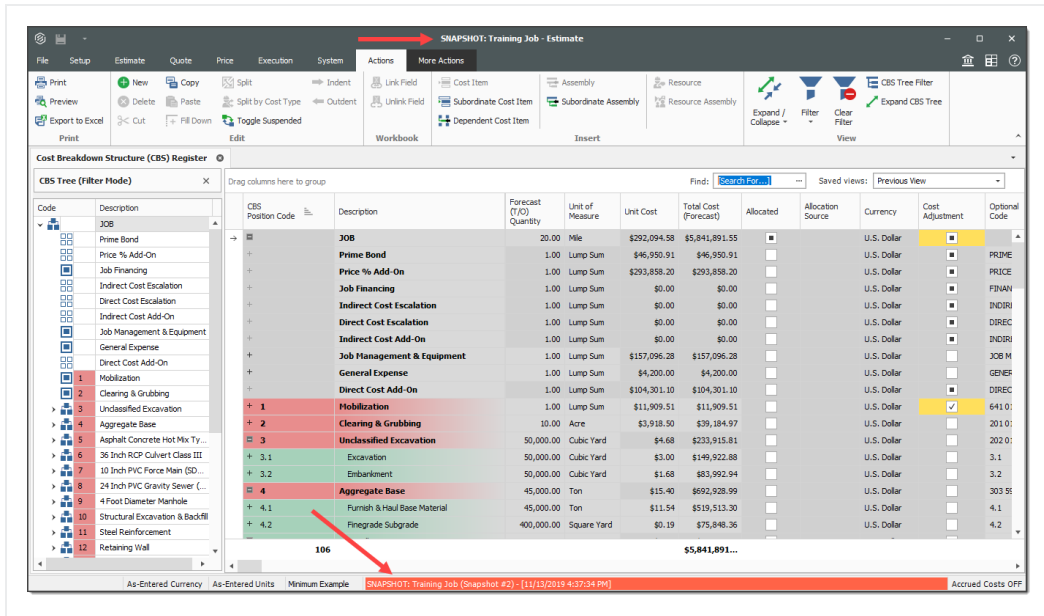 SNAPSHOT: Training Job - Estimate
File Setup Estimate Quote Price Execution System Actions More Actions
Print New Copy Split Indent Link Field Cost Item Assembly Resource CBS Tree Filter
Preview Delete Paste Split by Cost Type Outdent Unlink Field Subordinate Cost Item Subordinate Assembly Resource Assembly Expand CBS Tree
Export to Excel Cut Fill Down Toggle Suspended Dependent Cost Item Expand / Collapse Filter Clear Filter
Print Edit Workbook Insert View
Cost Breakdown Structure (CBS) Register
CBS Tree (Filter Mode) Drag columns here to group Find: [Search For...] ... Saved views: Previous View
Code Description
JOB
Prime Bond
Price % Add-On
Job Financing
Indirect Cost Escalation
Direct Cost Escalation
Indirect Cost Add-On
Job Management & Equipment
General Expense
Direct Cost Add-On
1 Mobilization
2 Clearing & Grubbing
3 Unclassified Excavation
4 Aggregate Base
5 Asphalt Concrete Hot Mix Ty...
6 36 Inch RCP Culvert Class III
7 10 Inch PVC Force Main (SD...
8 24 Inch PVC Gravity Sewer (...
9 4 Foot Diameter Manhole
10 Structural Excavation & Backfill
11 Steel Reinforcement
12 Retaining Wall
CBS Position Code Description Forecast (T/O) Quantity Unit of Measure Unit Cost Total Cost (Forecast) Allocated Allocation Source Currency Cost Adjustment Optional Code
JOB 20.00 Mile $292,094.58 $5,841,891.55 U.S. Dollar
+ Prime Bond 1.00 Lump Sum $46,950.91 $46,950.91 U.S. Dollar PRIME
+ Price % Add-On 1.00 Lump Sum $293,858.20 $293,858.20 U.S. Dollar PRICE
+ Job Financing 1.00 Lump Sum $0.00 $0.00 U.S. Dollar FINAN
+ Indirect Cost Escalation 1.00 Lump Sum $0.00 $0.00 U.S. Dollar INDIRI
+ Direct Cost Escalation 1.00 Lump Sum $0.00 $0.00 U.S. Dollar DIREC
+ Indirect Cost Add-On 1.00 Lump Sum $0.00 $0.00 U.S. Dollar INDIRI
+ Job Management & Equipment 1.00 Lump Sum $157,096.28 $157,096.28 U.S. Dollar JOB M
+ General Expense 1.00 Lump Sum $4,200.00 $4,200.00 U.S. Dollar GENER
+ Direct Cost Add-On 1.00 Lump Sum $104,301.10 $104,301.10 U.S. Dollar DIREC
+ 1 Mobilization 1.00 Lump Sum $11,909.51 $11,909.51 U.S. Dollar 641 01
+ 2 Clearing & Grubbing 10.00 Acre $3,918.50 $39,184.97 U.S. Dollar 201 01
3 Unclassified Excavation 50,000.00 Cubic Yard $4.68 $233,915.81 U.S. Dollar 202 01
+ 3.1 Excavation 50,000.00 Cubic Yard $3.00 $149,922.88 U.S. Dollar 3.1
+ 3.2 Embankment 50,000.00 Cubic Yard $1.68 $83,992.94 U.S. Dollar 3.2
4 Aggregate Base 45,000.00 Ton $15.40 $692,928.99 U.S. Dollar 303 59
+ 4.1 Furnish & Haul Base Material 45,000.00 Ton $11.54 $519,513.30 U.S. Dollar 4.1
+ 4.2 Finegrade Subgrade 400,000.00 Square Yard $0.19 $75,848.36 U.S. Dollar 4.2
106 $5,841,891...
As-Entered Currency As-Entered Units Minimum Example SNAPSHOT: Training Job (Snapshot #2) - [11/13/2019 4:37:34 PM] Accrued Costs OFF